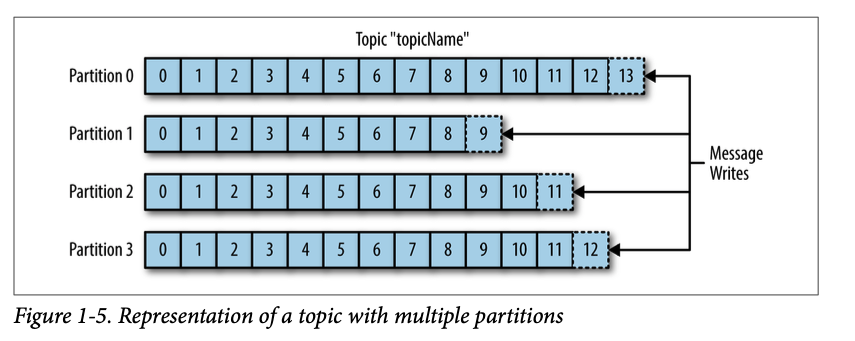 Topic "topicName"
Partition 0 0 1 2 3 4 5 6 7 8 9 10 11 12 13
Partition 1 0 1 2 3 4 5 6 7 8 9
Partition 2 0 1 2 3 4 5 6 7 8 9 10 11
Partition 3 0 1 2 3 4 5 6 7 8 9 10 11 12
Message
Writes
Figure 1-5. Representation of a topic with multiple partitions